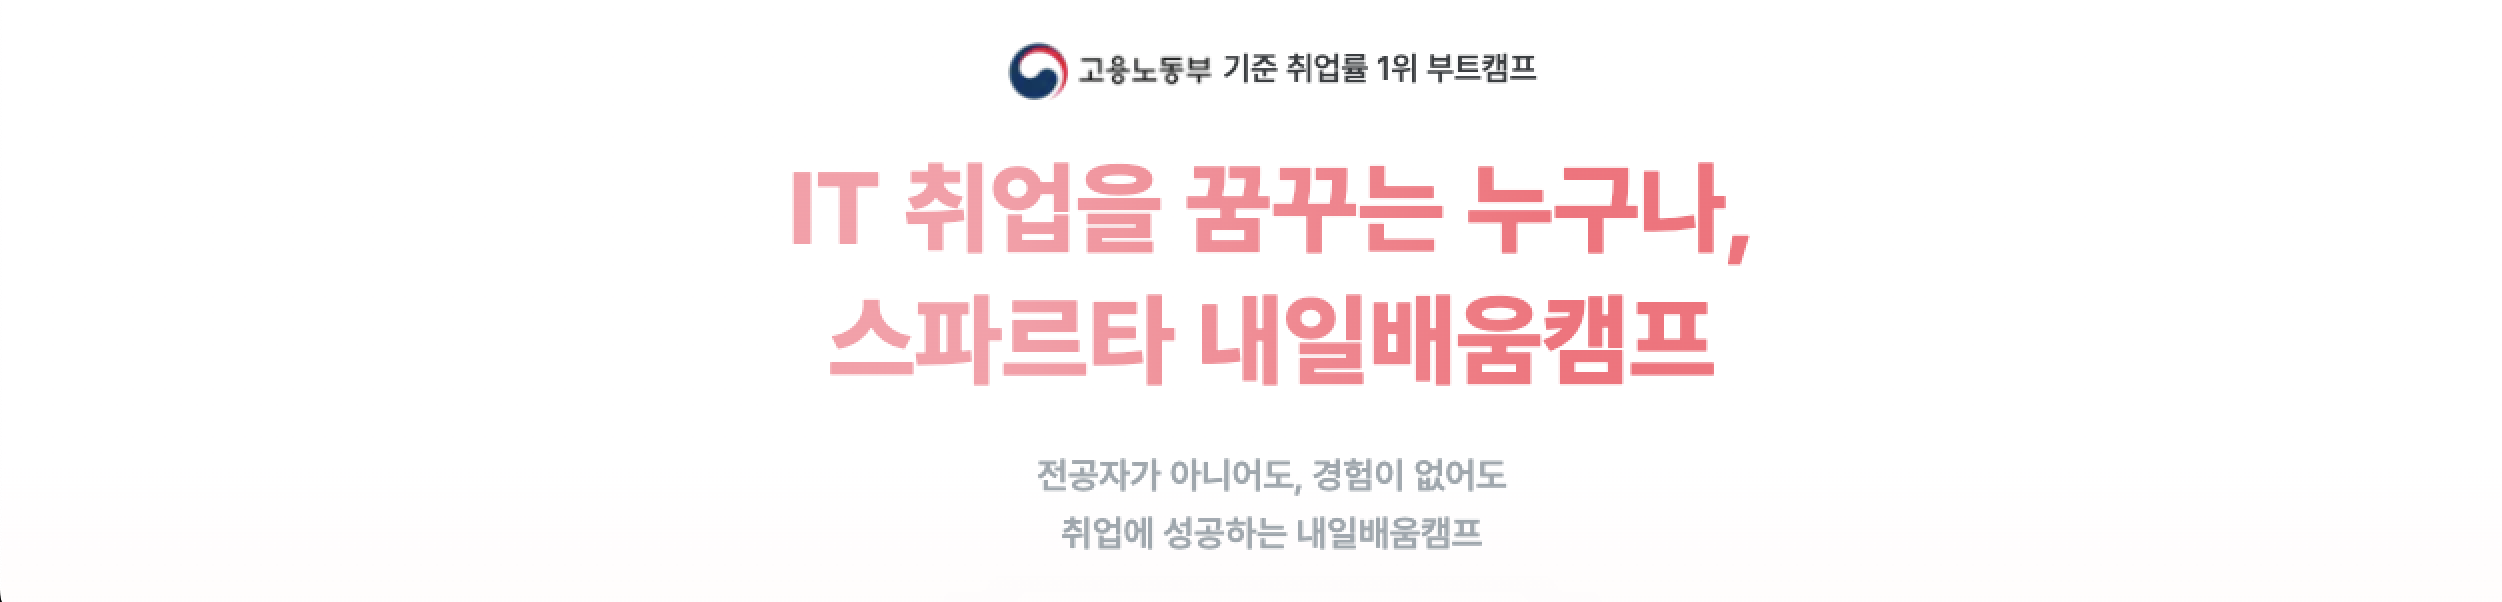 고용노동부 기준 취업률 1위 부트캠프
IT 취업을 꿈꾸는 누구나,
스파르타 내일배움캠프
전공자가 아니어도, 경험이 없어도
취업에 성공하는 내일배움캠프